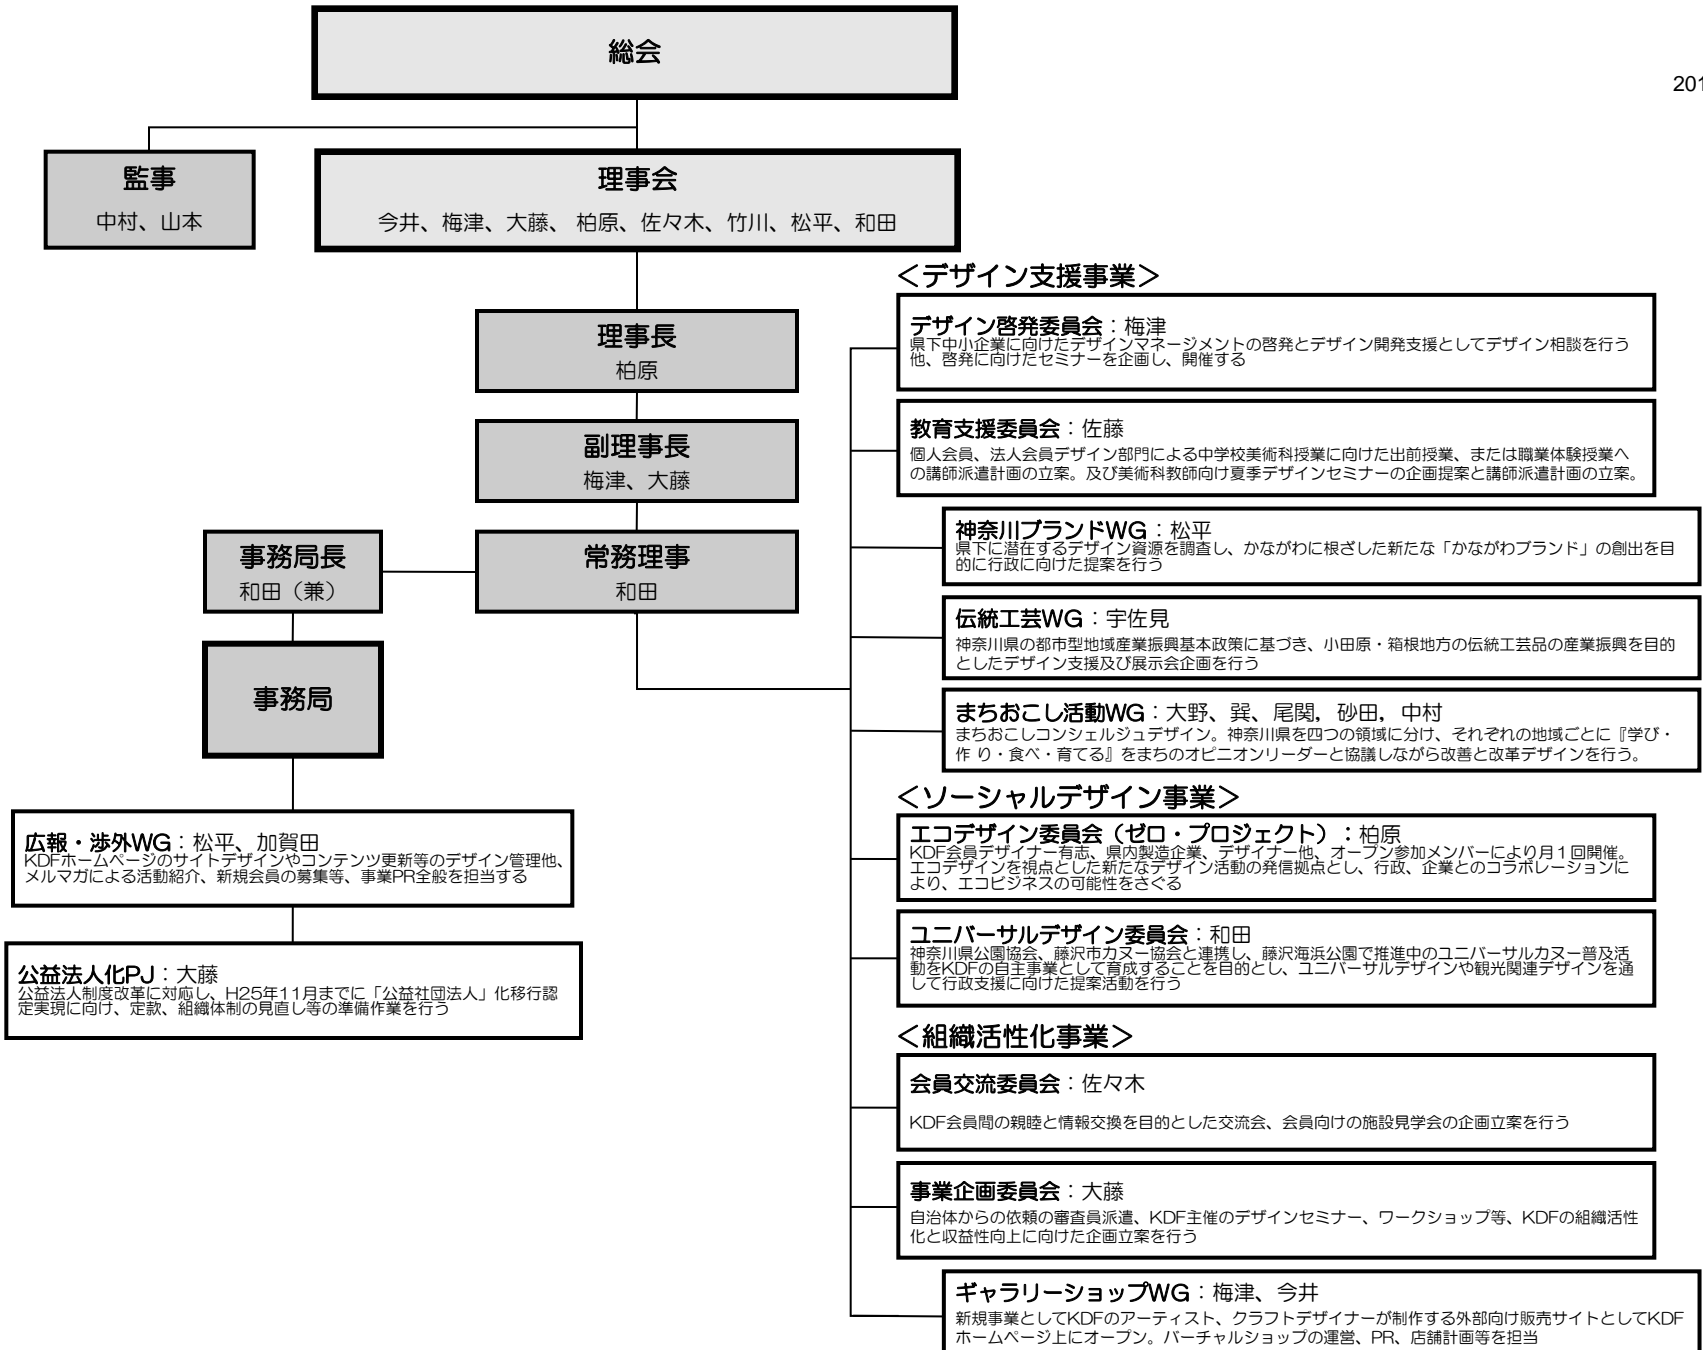 総会
201
監事
中村、山本
理事会
今井、梅津、大藤、 柏原、佐々木、竹川、松平、和田
理事長
柏原
副理事長
梅津、大藤
常務理事
和田
事務局長
和田（兼）
事務局
広報・渉外WG：松平、加賀田
KDFホームページのサイトデザインやコンテンツ更新等のデザイン管理他、
メルマガによる活動紹介、新規会員の募集等、事業PR全般を担当する
公益法人化PJ：大藤
公益法人制度改革に対応し、H25年11月までに「公益社団法人」化移行認
定実現に向け、定款、組織体制の見直し等の準備作業を行う
＜デザイン支援事業＞
デザイン啓発委員会：梅津
県下中小企業に向けたデザインマネージメントの啓発とデザイン開発支援としてデザイン相談を行う
他、啓発に向けたセミナーを企画し、開催する
教育支援委員会：佐藤
個人会員、法人会員デザイン部門による中学校美術科授業に向けた出前授業、または職業体験授業へ
の講師派遣計画の立案。及び美術科教師向け夏季デザインセミナーの企画提案と講師派遣計画の立案。
神奈川ブランドWG：松平
県下に潜在するデザイン資源を調査し、かながわに根ざした新たな「かながわブランド」の創出を目
的に行政に向けた提案を行う
伝統工芸WG：宇佐見
神奈川県の都市型地域産業振興基本政策に基づき、小田原・箱根地方の伝統工芸品の産業振興を目的
としたデザイン支援及び展示会企画を行う
まちおこし活動WG：大野、巽、尾関，砂田，中村
まちおこしコンシェルジュデザイン。神奈川県を四つの領域に分け、それぞれの地域ごとに『学び・
作 り・食べ・育てる』をまちのオピニオンリーダーと協議しながら改善と改革デザインを行う。
＜ソーシャルデザイン事業＞
エコデザイン委員会（ゼロ・プロジェクト）：柏原
KDF会員デザイナー有志、県内製造企業、デザイナー他、オープン参加メンバーにより月１回開催。
エコデザインを視点とした新たなデザイン活動の発信拠点とし、行政、企業とのコラボレーションに
より、エコビジネスの可能性をさぐる
ユニバーサルデザイン委員会：和田
神奈川県公園協会、藤沢市カヌー協会と連携し、藤沢海浜公園で推進中のユニバーサルカヌー普及活
動をKDFの自主事業として育成することを目的とし、ユニバーサルデザインや観光関連デザインを通
して行政支援に向けた提案活動を行う
＜組織活性化事業＞
会員交流委員会：佐々木
KDF会員間の親睦と情報交換を目的とした交流会、会員向けの施設見学会の企画立案を行う
事業企画委員会：大藤
自治体からの依頼の審査員派遣、KDF主催のデザインセミナー、ワークショップ等、KDFの組織活性
化と収益性向上に向けた企画立案を行う
ギャラリーショップWG：梅津、今井
新規事業としてKDFのアーティスト、クラフトデザイナーが制作する外部向け販売サイトとしてKDF
ホームページ上にオープン。バーチャルショップの運営、PR、店舗計画等を担当